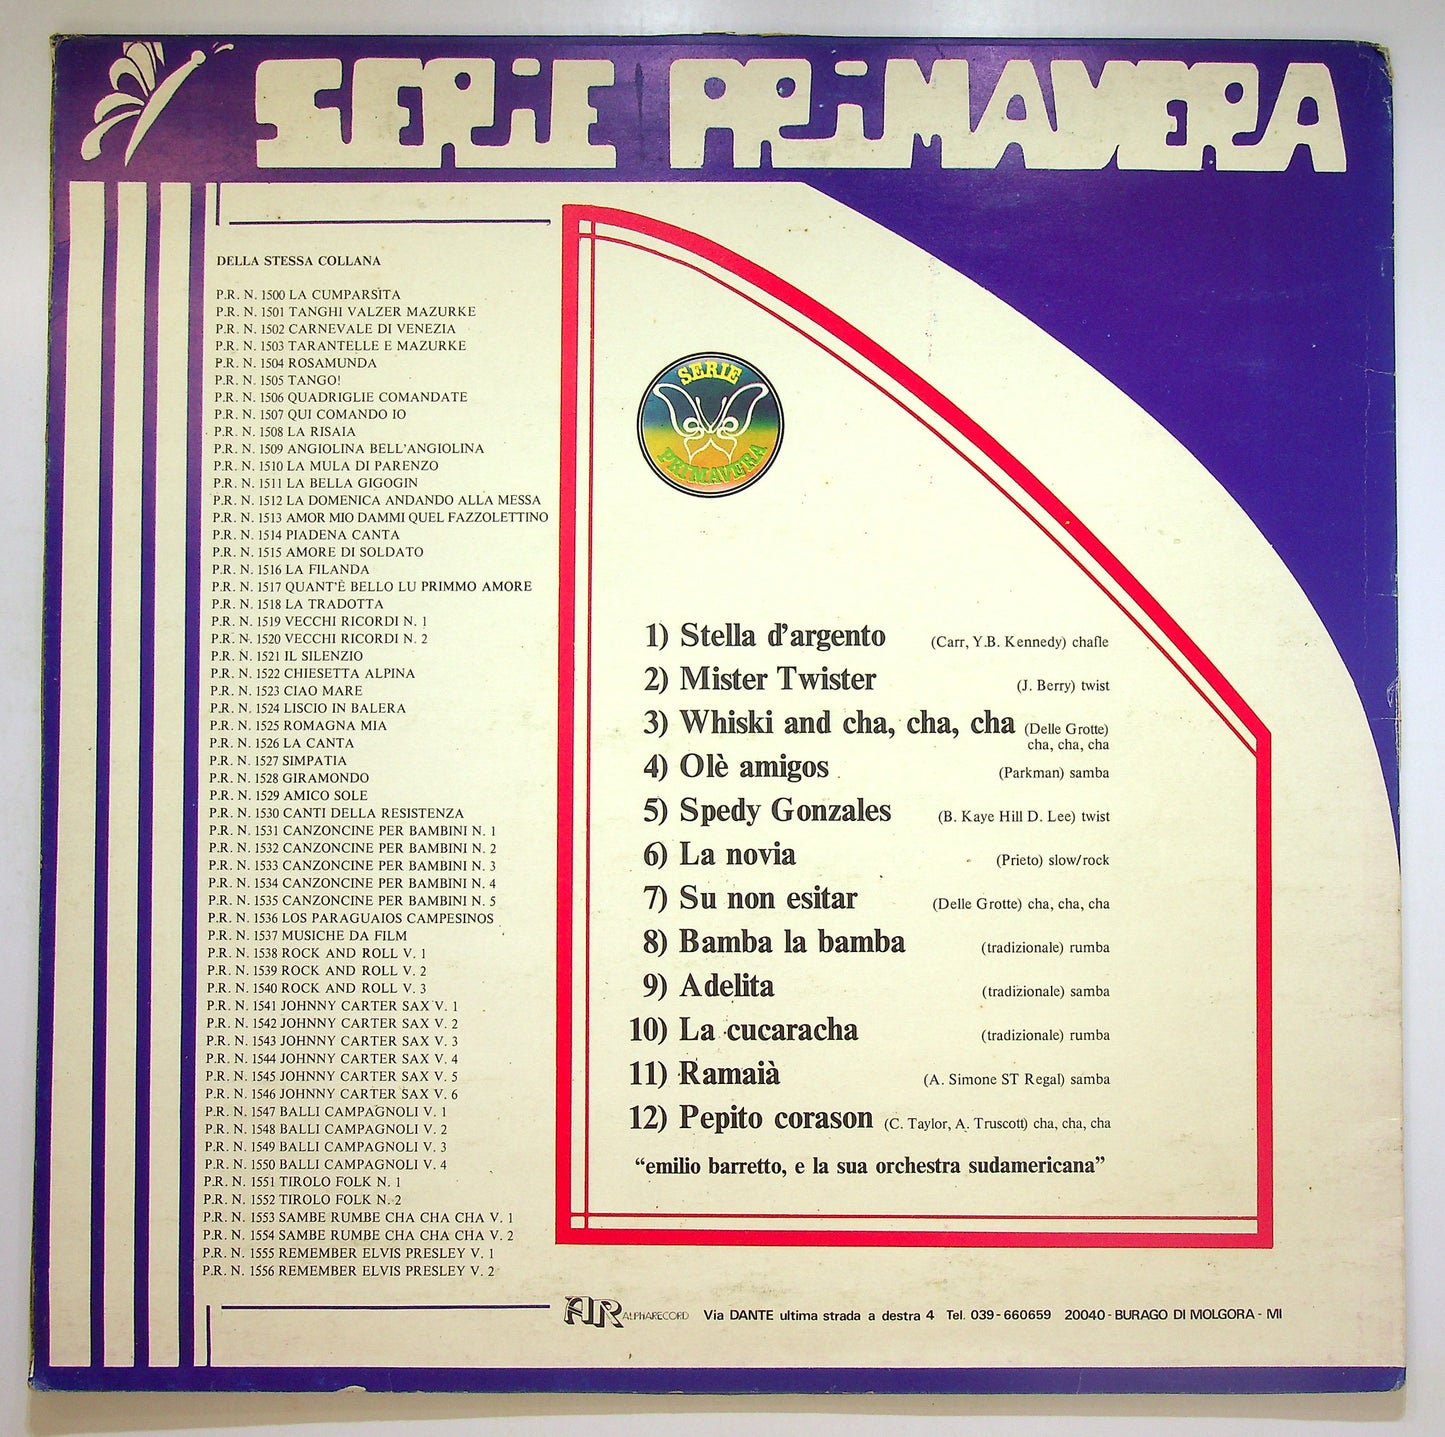 SERIE PRIMAVERA
DELLA STESSA COLLANA
P.R. N. 1500 LA CUMPARSITA
P.R. N. 1501 TANGHI VALZER MAZURKE
P.R. N. 1502 CARNEVALE DI VENEZIA
P.R. N. 1503 TARANTELLE E MAZURKE
P.R. N. 1504 ROSAMUNDA
P.R. N. 1505 TANGO!
P.R. N. 1506 QUADRIGLIE COMANDATE
P.R. N. 1507 QUI COMANDO IO
P.R. N. 1508 LA RISAIA
P.R. N. 1509 ANGIOLINA BELL'ANGIOLINA
P.R. N. 1510 LA MULA DI PARENZO
P.R. N. 1511 LA BELLA GIGOGIN
P.R. N. 1512 LA DOMENICA ANDANDO ALLA MESSA
P.R. N. 1513 AMOR MIO DAMMI QUEL FAZZOLETTINO
P.R. N. 1514 PIADENA CANTA
P.R. N. 1515 AMORE DI SOLDATO
P.R. N. 1516 LA FILANDA
P.R. N. 1517 QUANT'È BELLO LU PRIMMO AMORE
P.R. N. 1518 LA TRADOTTA
P.R. N. 1519 VECCHI RICORDI N. 1
P.R. N. 1520 VECCHI RICORDI N. 2
P.R. N. 1521 IL SILENZIO
P.R. N. 1522 CHIESETTA ALPINA
P.R. N. 1523 CIAO MARE
P.R. N. 1524 LISCIO IN BALERA
P.R. N. 1525 ROMAGNA MIA
P.R. N. 1526 LA CANTA
P.R. N. 1527 SIMPATIA
P.R. N. 1528 GIRAMONDO
P.R. N. 1529 AMICO SOLE
P.R. N. 1530 CANTI DELLA RESISTENZA
P.R. N. 1531 CANZONCINE PER BAMBINI N. 1
P.R. N. 1532 CANZONCINE PER BAMBINI N. 2
P.R. N. 1533 CANZONCINE PER BAMBINI N. 3
P.R. N. 1534 CANZONCINE PER BAMBINI N. 4
P.R. N. 1535 CANZONCINE PER BAMBINI N. 5
P.R. N. 1536 LOS PARAGUAIOS CAMPESINOS
P.R. N. 1537 MUSICHE DA FILM
P.R. N. 1538 ROCK AND ROLL V. 1
P.R. N. 1539 ROCK AND ROLL V. 2
P.R. N. 1540 ROCK AND ROLL V. 3
P.R. N. 1541 JOHNNY CARTER SAX V. 1
P.R. N. 1542 JOHNNY CARTER SAX V. 2
P.R. N. 1543 JOHNNY CARTER SAX V. 3
P.R. N. 1544 JOHNNY CARTER SAX V. 4
P.R. N. 1545 JOHNNY CARTER SAX V. 5
P.R. N. 1546 JOHNNY CARTER SAX V. 6
P.R. N. 1547 BALLI CAMPAGNOLI V. 1
P.R. N. 1548 BALLI CAMPAGNOLI V. 2
P.R. N. 1549 BALLI CAMPAGNOLI V. 3
P.R. N. 1550 BALLI CAMPAGNOLI V. 4
P.R. N. 1551 TIROLO FOLK N. 1
P.R. N. 1552 TIROLO FOLK N. 2
P.R. N. 1553 SAMBE RUMBE CHA CHA CHA V. 1
P.R. N. 1554 SAMBE RUMBE CHA CHA CHA V. 2
P.R. N. 1555 REMEMBER ELVIS PRESLEY V. 1
P.R. N. 1556 REMEMBER ELVIS PRESLEY V. 2
SERIE
PRIMAVERA
1) Stella d'argento (Carr, Y.B. Kennedy) chafle
2) Mister Twister (J. Berry) twist
3) Whiski and cha, cha, cha (Delle Grotte)
cha, cha, cha
4) Olè amigos (Parkman) samba
5) Spedy Gonzales (B. Kaye Hill D. Lee) twist
6) La novia (Prieto) slow/rock
7) Su non esitar (Delle Grotte) cha, cha, cha
8) Bamba la bamba (tradizionale) rumba
9) Adelita (tradizionale) samba
10) La cucaracha (tradizionale) rumba
11) Ramaià (A. Simone ST Regal) samba
12) Pepito corason (C. Taylor, A. Truscott) cha, cha, cha
"emilio barretto, e la sua orchestra sudamericana"
AR ALPHARECORD Via DANTE ultima strada a destra 4 Tel. 039-660659 20040-BURAGO DI MOLGORA-MI